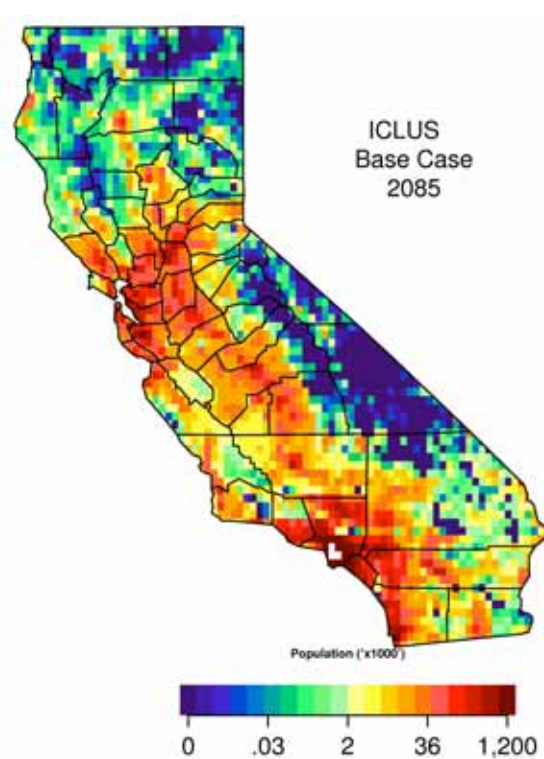 ICLUS
Base Case
2085
Population ('x1000')
0 .03 2 36 1,200